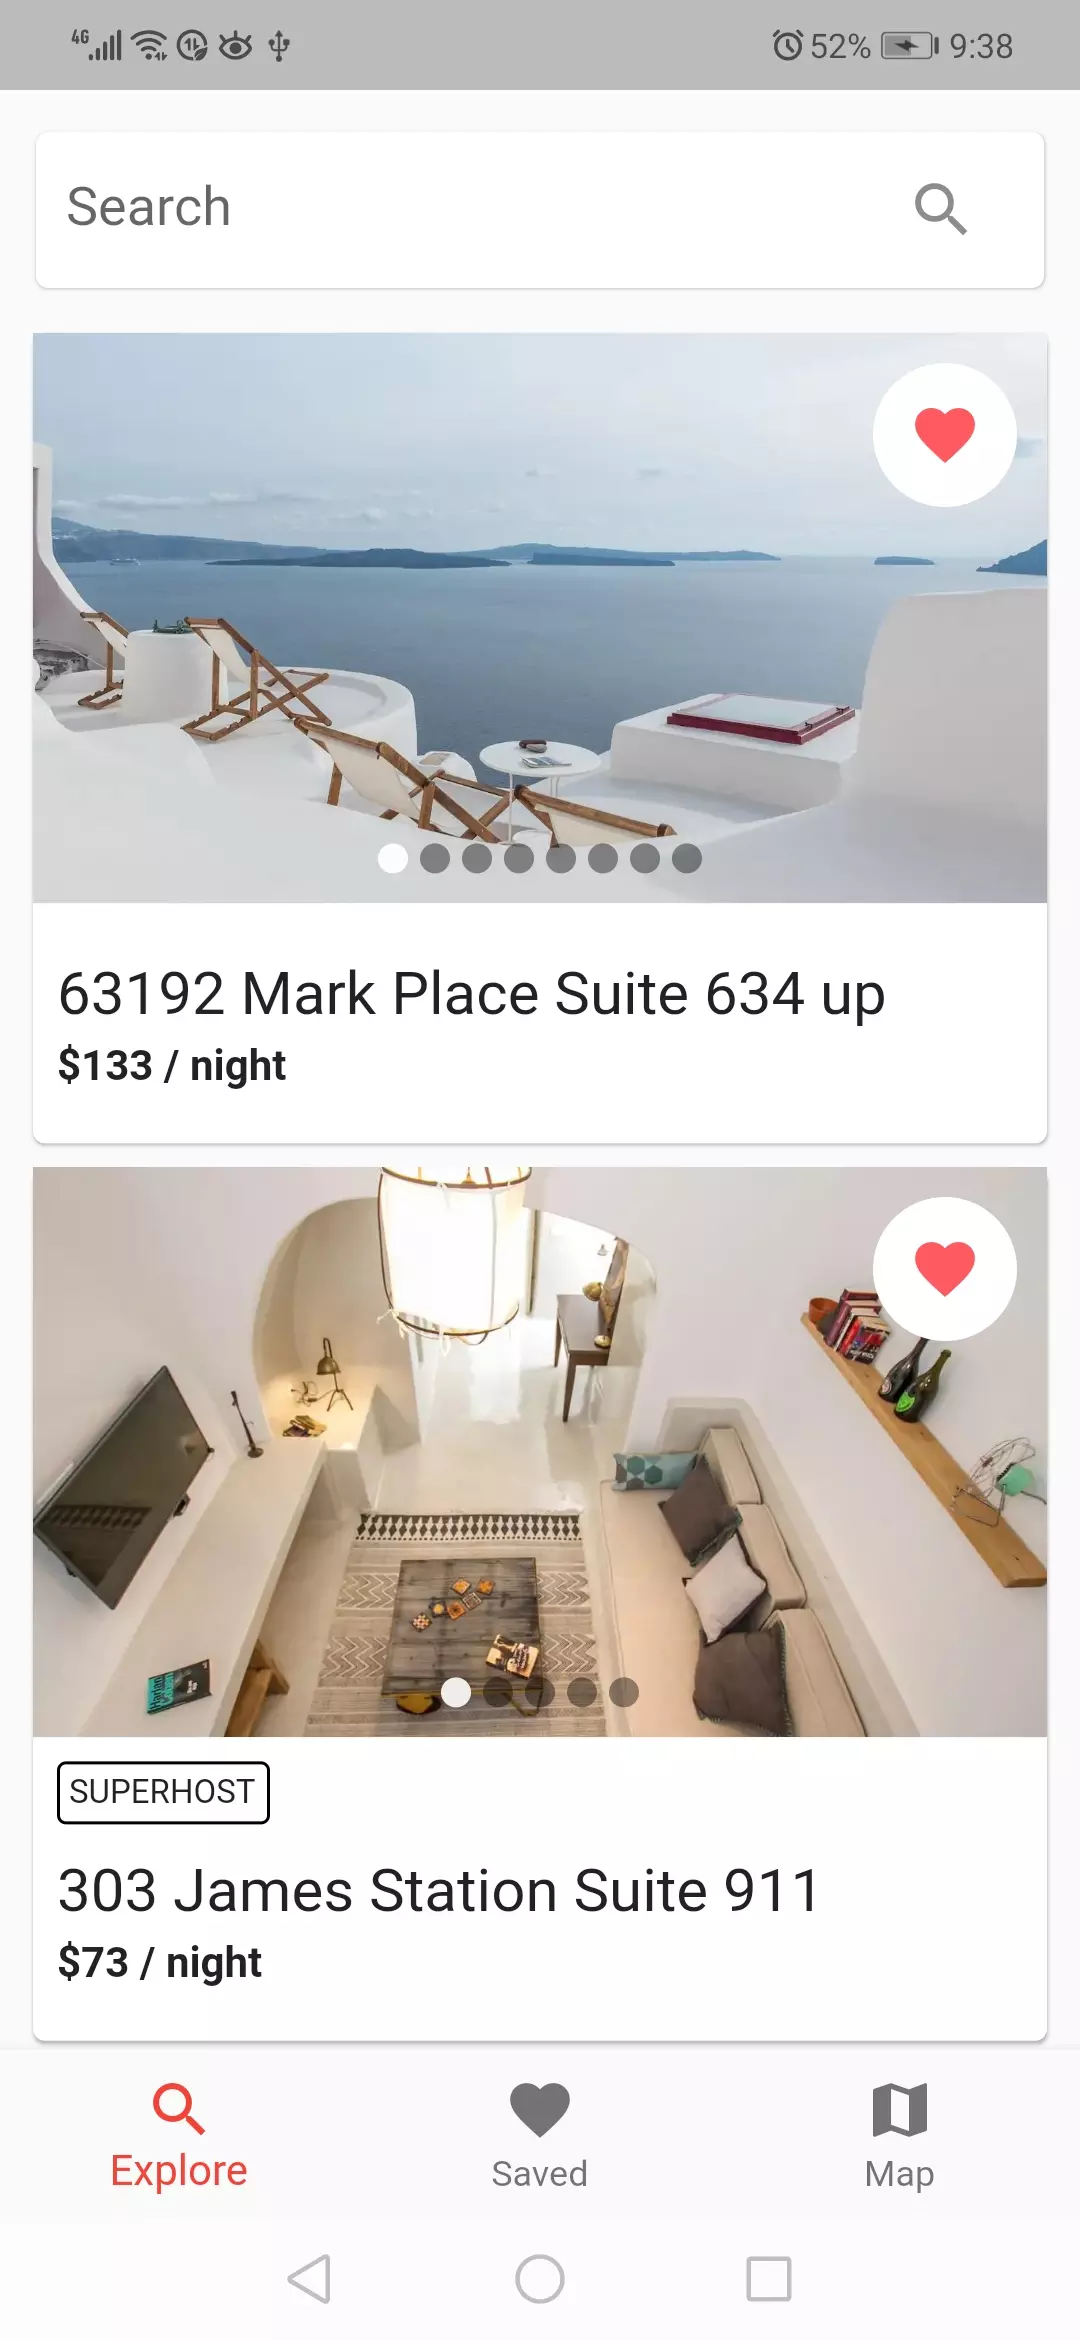 4G 52% 9:38
Search
63192 Mark Place Suite 634 up
$133 / night
SUPERHOST
303 James Station Suite 911
$73 / night
Explore Saved Map